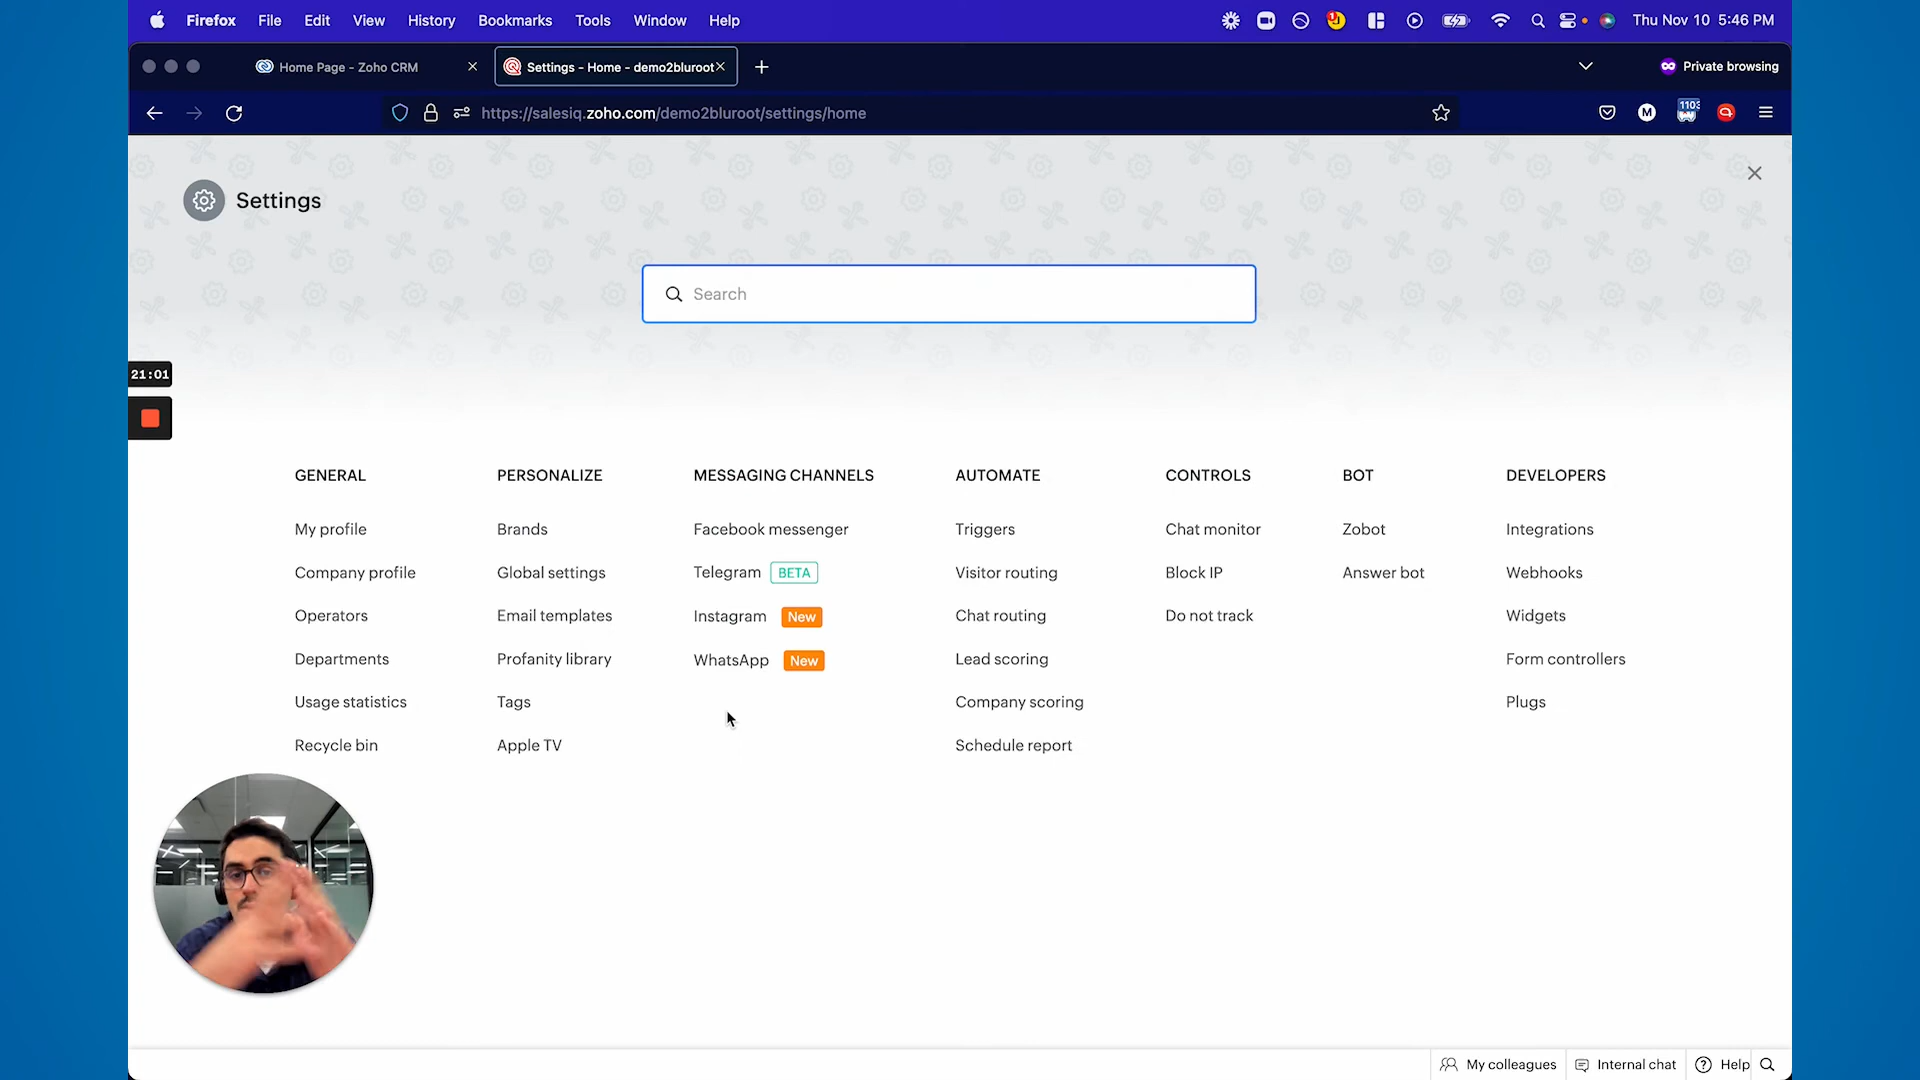 Firefox File Edit View History Bookmarks Tools Window Help Thu Nov 10 5:46 PM
Home Page - Zoho CRM Settings - Home - demo2bluroot Private browsing
https://salesiq.zoho.com/demo2bluroot/settings/home M 1103
Settings
Search
21:01
GENERAL PERSONALIZE MESSAGING CHANNELS AUTOMATE CONTROLS BOT DEVELOPERS
My profile Brands Facebook messenger Triggers Chat monitor Zobot Integrations
Company profile Global settings Telegram BETA Visitor routing Block IP Answer bot Webhooks
Operators Email templates Instagram New Chat routing Do not track Widgets
Departments Profanity library WhatsApp New Lead scoring Form controllers
Usage statistics Tags Company scoring Plugs
Recycle bin Apple TV Schedule report
My colleagues Internal chat Help